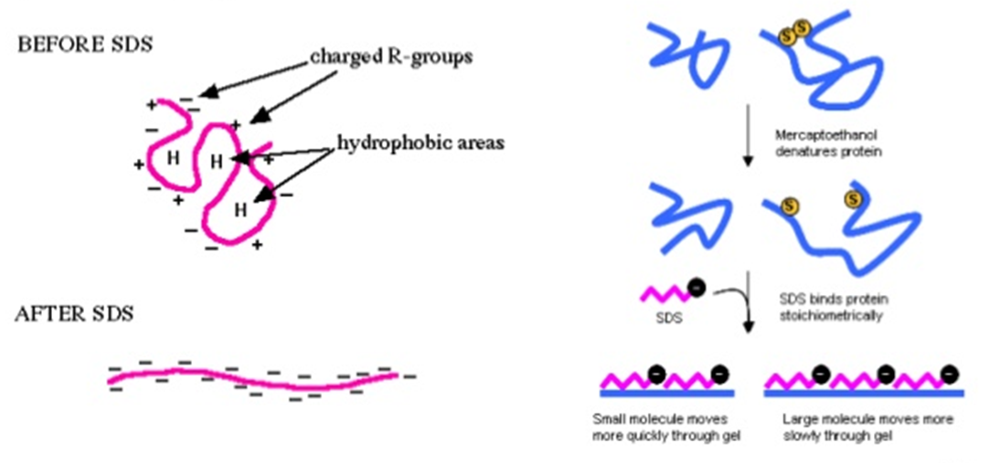 BEFORE SDS
charged R-groups
hydrophobic areas
+
−
−
−
+
+
H
H
+
H
−
+
−
−
−
+
AFTER SDS
− − − − − − − − −
− − − − − − − −
S S
Mercaptoethanol
denatures protein
S
S
−
SDS
SDS binds protein
stoichiometrically
− −
− − −
Small molecule moves
more quickly through gel
Large molecule moves more
slowly through gel